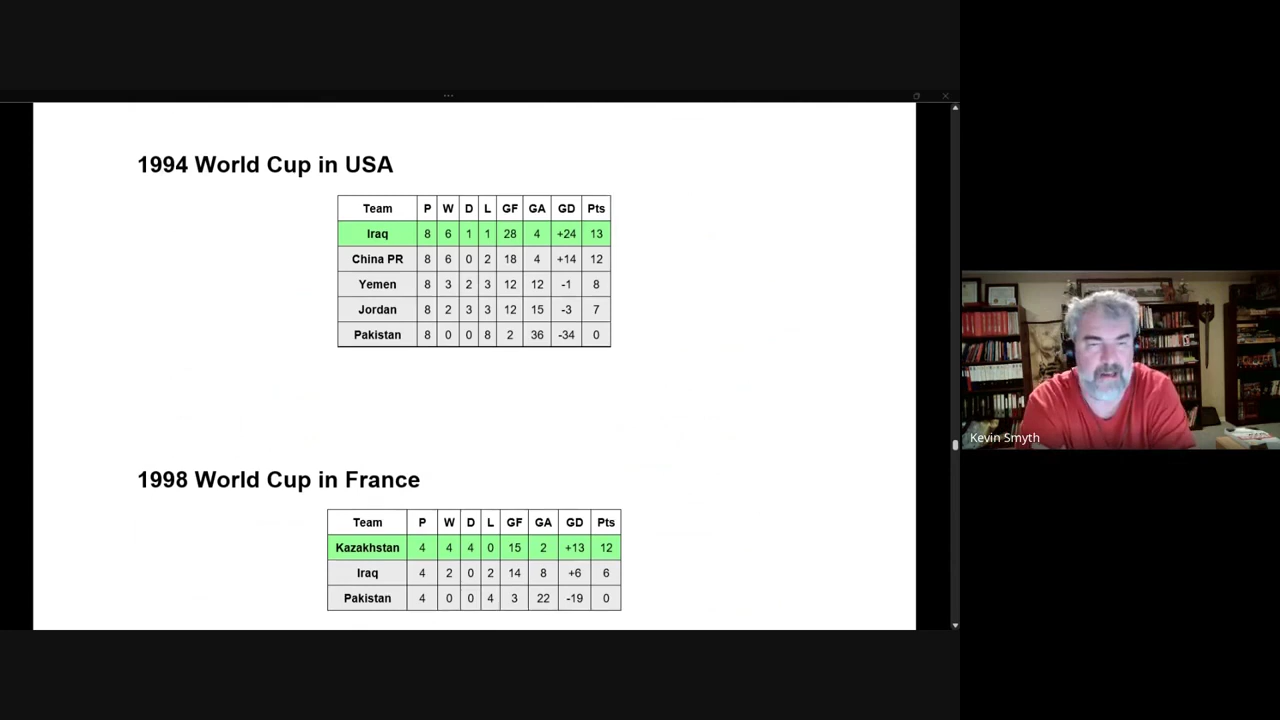 1994 World Cup in USA
Team P W D L GF GA GD Pts
Iraq 8 6 1 1 28 4 +24 13
China PR 8 6 0 2 18 4 +14 12
Yemen 8 3 2 3 12 12 -1 8
Jordan 8 2 3 3 12 15 -3 7
Pakistan 8 0 0 8 2 36 -34 0
1998 World Cup in France
Team P W D L GF GA GD Pts
Kazakhstan 4 4 4 0 15 2 +13 12
Iraq 4 2 0 2 14 8 +6 6
Pakistan 4 0 0 4 3 22 -19 0
Kevin Smyth